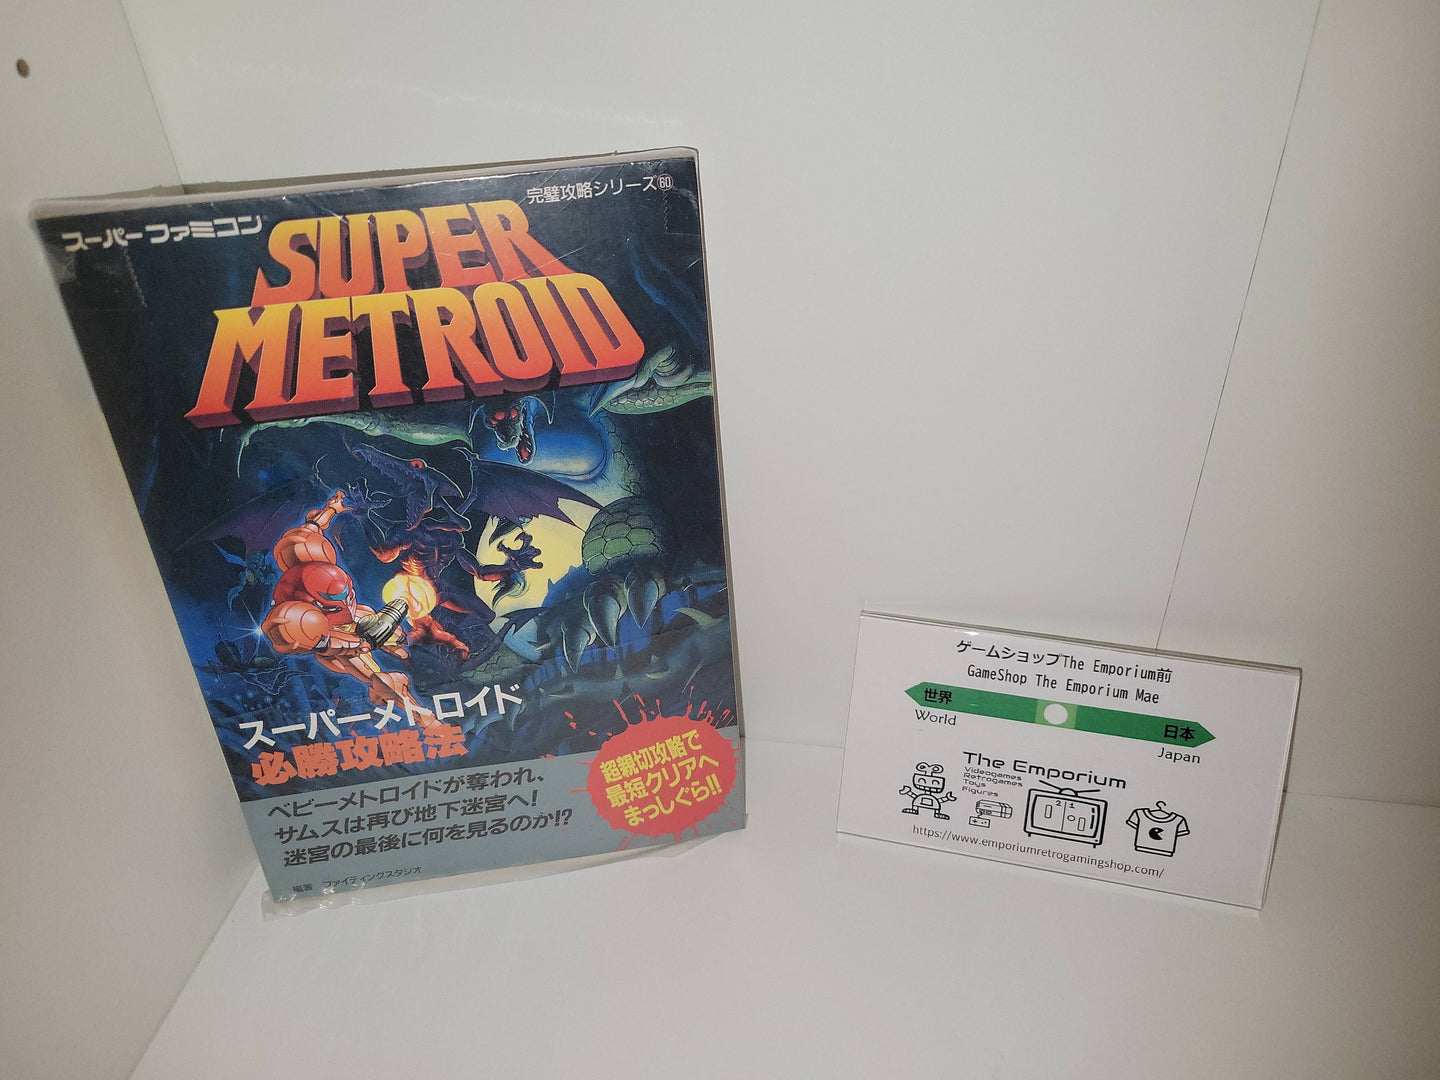 スーパーファミコン
完璧攻略シリーズ60
SUPER
METROID
スーパーメトロイド
必勝攻略法
ベビーメトロイドが奪われ、
サムスは再び地下迷宮へ!
迷宮の最後に何を見るのか!?
超親切攻略で
最短クリアへ
まっしぐら!!
編著 ファイティングスタジオ
ゲームショップThe Emporium前
GameShop The Emporium Mae
世界
World
日本
Japan
The Emporium
Videogames
Retrogames
Toys
Figures
2 1
https://www.emporiumretrogamingshop.com/